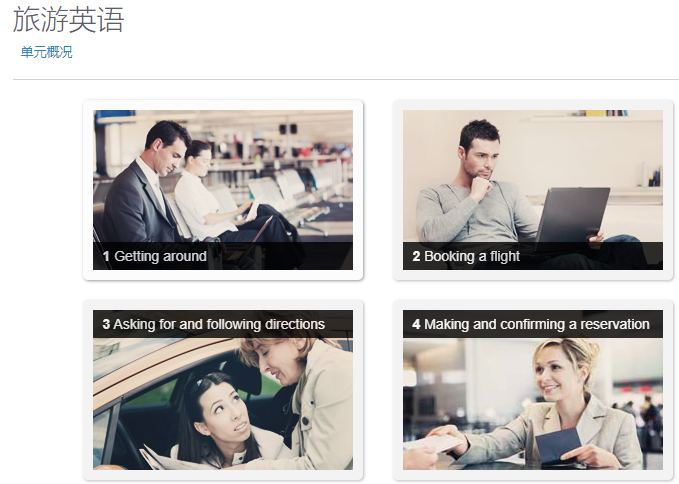 旅游英语
单元概况
1 Getting around
2 Booking a flight
3 Asking for and following directions
4 Making and confirming a reservation